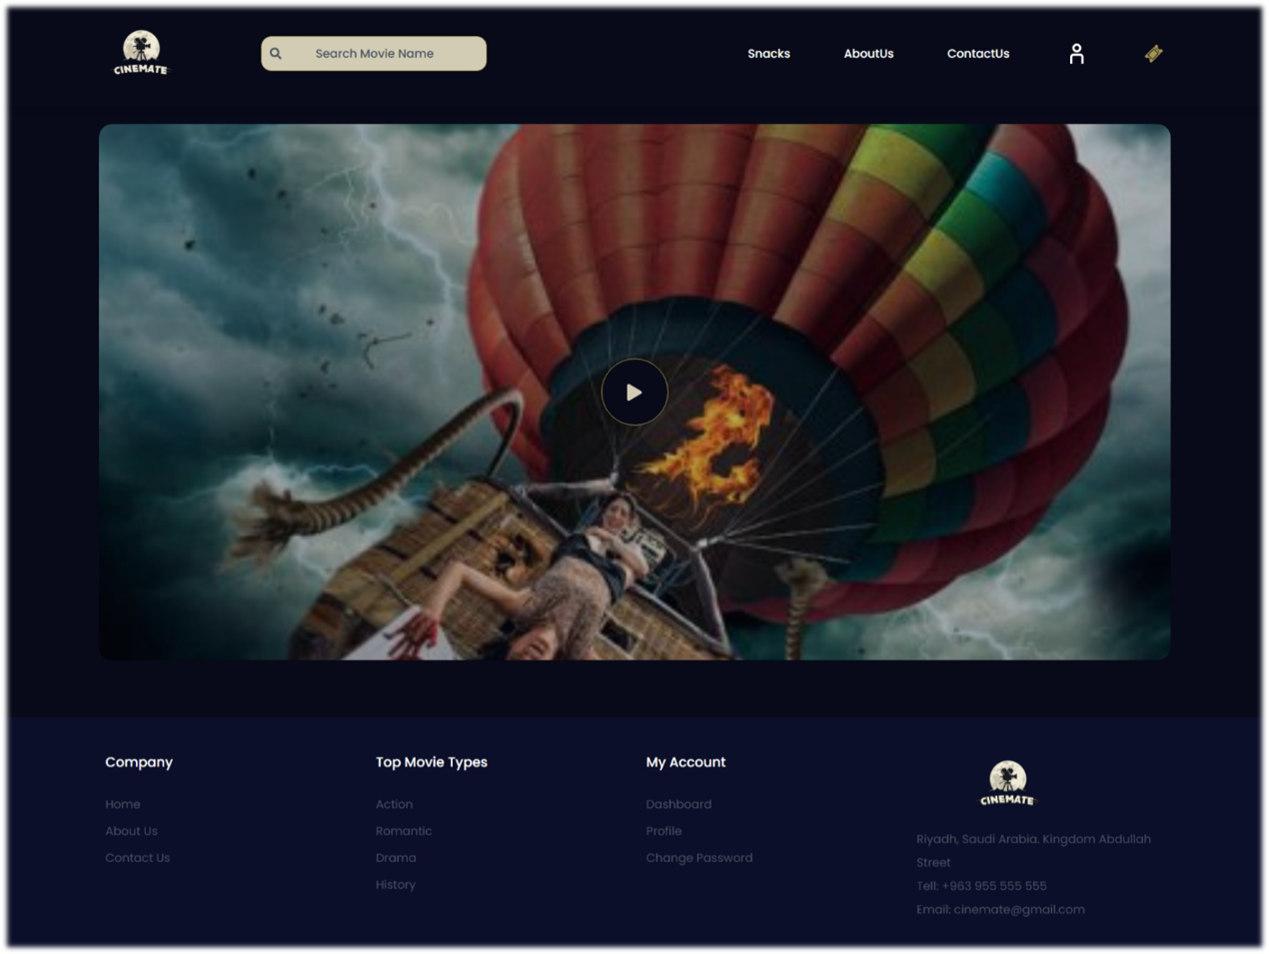 CINEMATE
Search Movie Name
Snacks
AboutUs
ContactUs
Company
Home
About Us
Contact Us
Top Movie Types
Action
Romantic
Drama
History
My Account
Dashboard
Profile
Change Password
CINEMATE
Riyadh, Saudi Arabia. Kingdom Abdullah
Street
Tell: +963 955 555 555
Email: cinemate@gmail.com